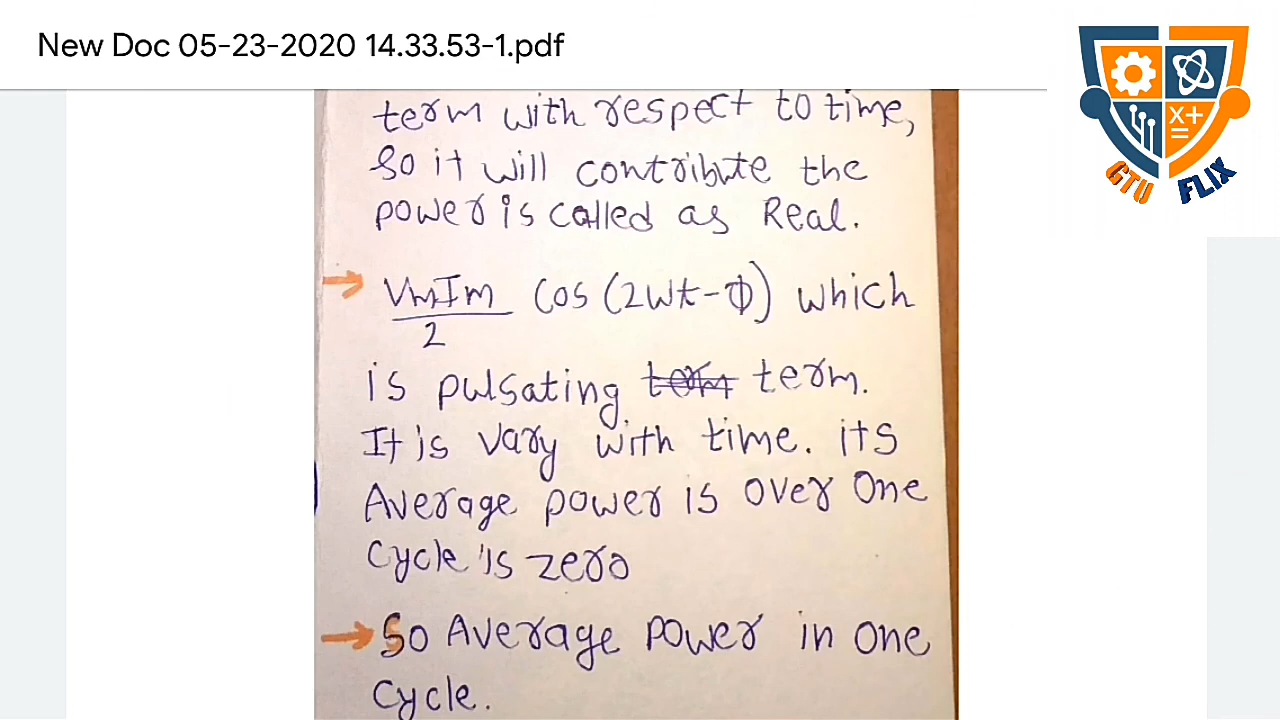 New Doc 05-23-2020 14.33.53-1.pdf
X+
=
GTU FLIX
term with respect to time,
So it will contribute the
power is called as Real.
→ VmIm/2 Cos (2wt-Φ) which
is pulsating term term.
It is vary with time. its
Average power is over one
Cycle is zero
→ So Average power in one
Cycle.